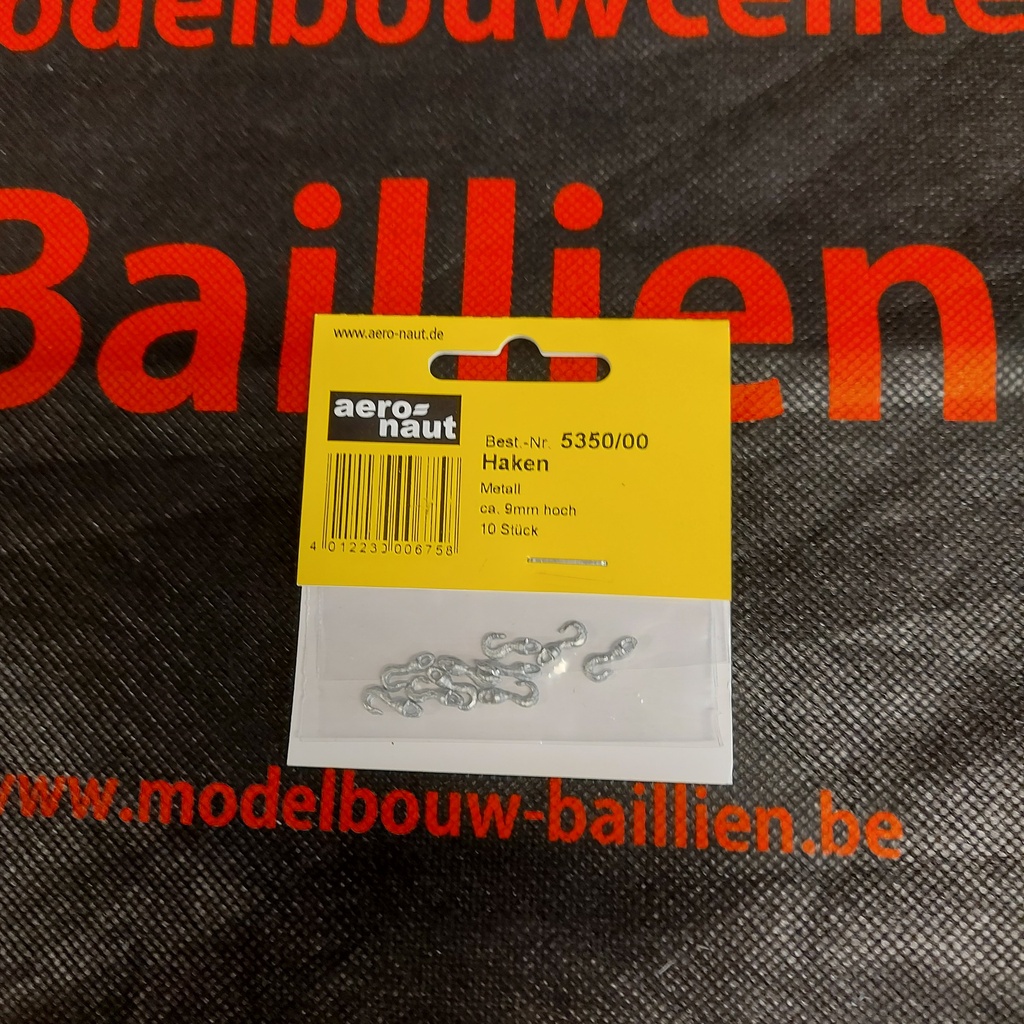 odelbouwcente
Baillien
www.aero-naut.de
aero=
naut
Best.-Nr. 5350/00
Haken
Metall
ca. 9mm hoch
10 Stück
4 012230 006758
www.modelbouw-baillien.be